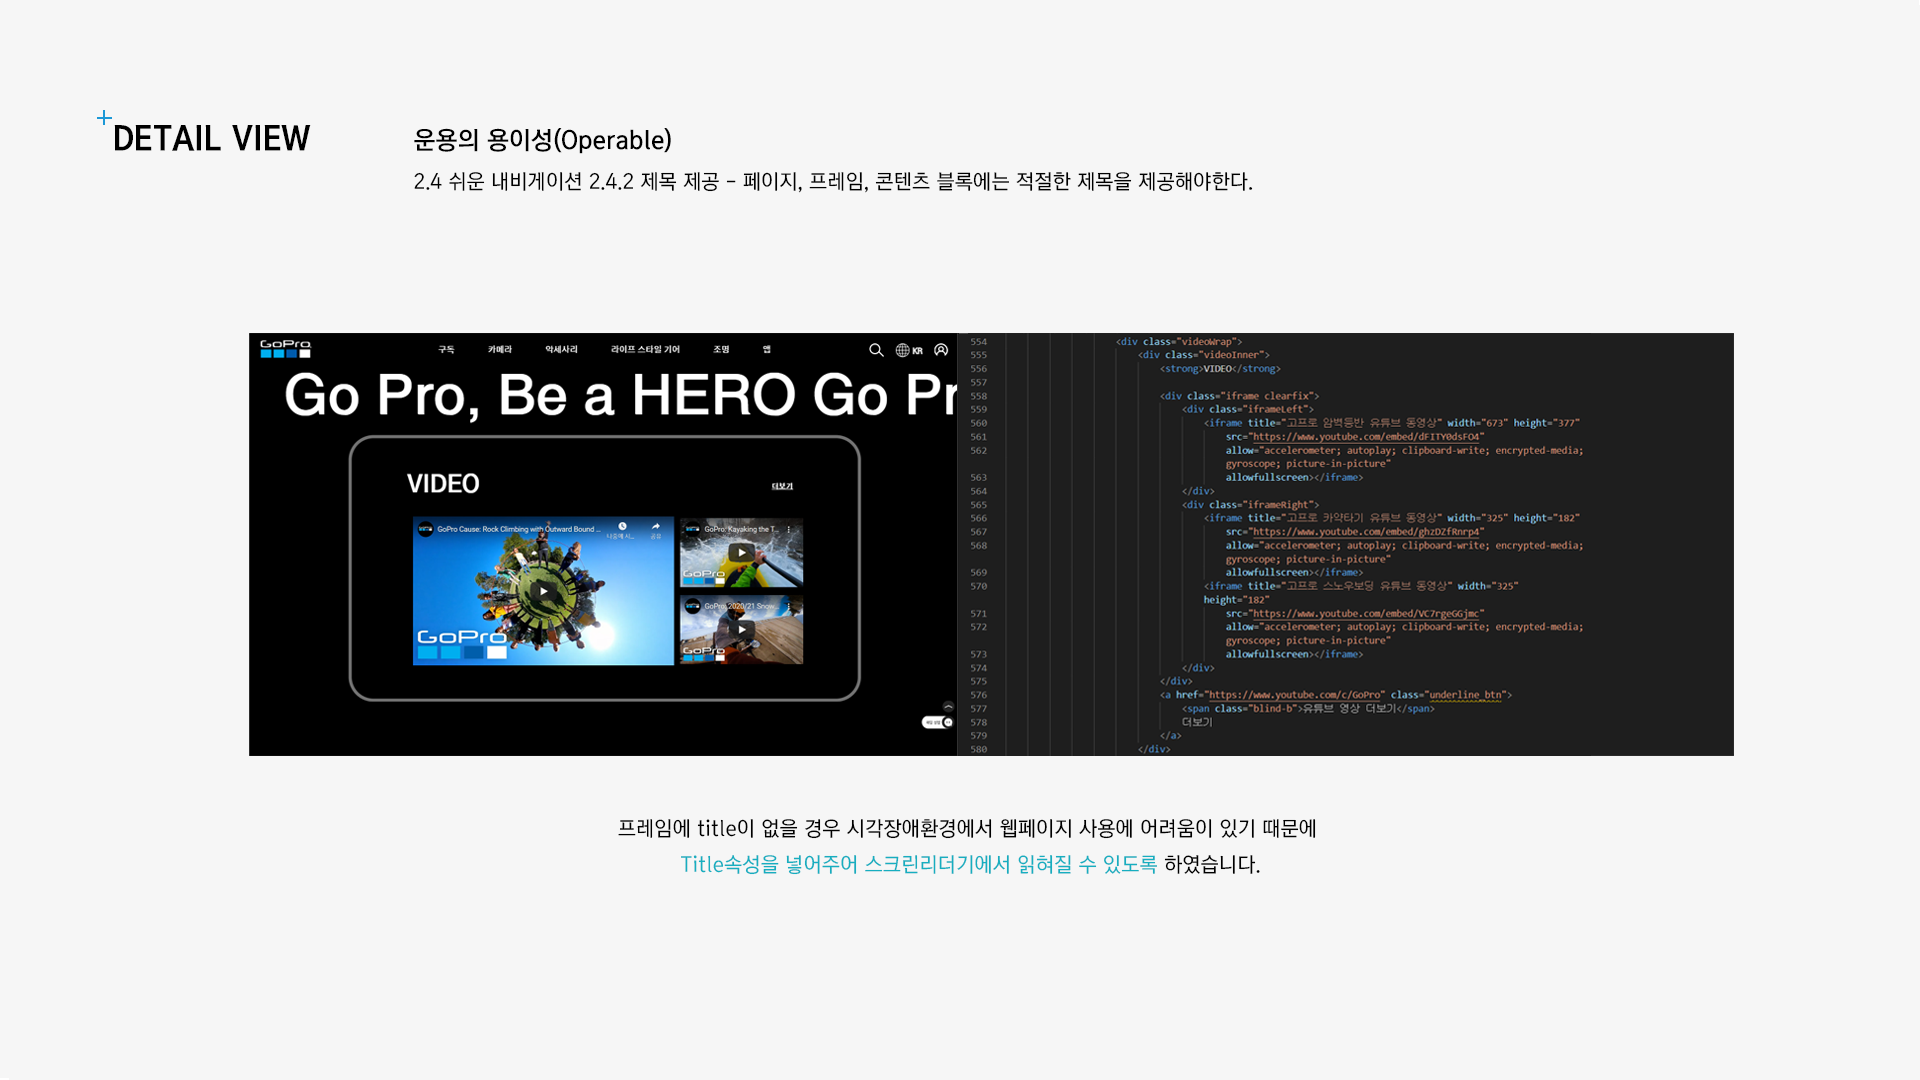 DETAIL VIEW
운용의 용이성(Operable)
2.4 쉬운 내비게이션 2.4.2 제목 제공 – 페이지, 프레임, 콘텐츠 블록에는 적절한 제목을 제공해야한다.
GoPro
구독 카메라 악세사리 라이프 스타일 기어 조명 앱
KR
Go Pro, Be a HERO Go Pr
VIDEO
더보기
GoPro Cause: Rock Climbing with Outward Bound ...
나중에 시...
공유
GoPro
GoPro: Kayaking the T...
GoPro
GoPro: 2020/21 Snow...
GoPro
554 <div class="videoWrap">
555 <div class="videoInner">
556 <strong>VIDEO</strong>
557
558 <div class="iframe clearfix">
559 <div class="iframeLeft">
560 <iframe title="고프로 암벽등반 유튜브 동영상" width="673" height="377"
561 src="https://www.youtube.com/embed/dFITY0dsFO4"
562 allow="accelerometer; autoplay; clipboard-write; encrypted-media;
gyroscope; picture-in-picture"
563 allowfullscreen></iframe>
564 </div>
565 <div class="iframeRight">
566 <iframe title="고프로 카약타기 유튜브 동영상" width="325" height="182"
567 src="https://www.youtube.com/embed/ghzDZfRnrp4"
568 allow="accelerometer; autoplay; clipboard-write; encrypted-media;
gyroscope; picture-in-picture"
569 allowfullscreen></iframe>
570 <iframe title="고프로 스노우보딩 유튜브 동영상" width="325"
height="182"
571 src="https://www.youtube.com/embed/VC7rgeGGjmc"
572 allow="accelerometer; autoplay; clipboard-write; encrypted-media;
gyroscope; picture-in-picture"
573 allowfullscreen></iframe>
574 </div>
575 </div>
576 <a href="https://www.youtube.com/c/GoPro" class="underline_btn">
577 <span class="blind-b">유튜브 영상 더보기</span>
578 더보기
579 </a>
580 </div>
프레임에 title이 없을 경우 시각장애환경에서 웹페이지 사용에 어려움이 있기 때문에
Title속성을 넣어주어 스크린리더기에서 읽혀질 수 있도록 하였습니다.